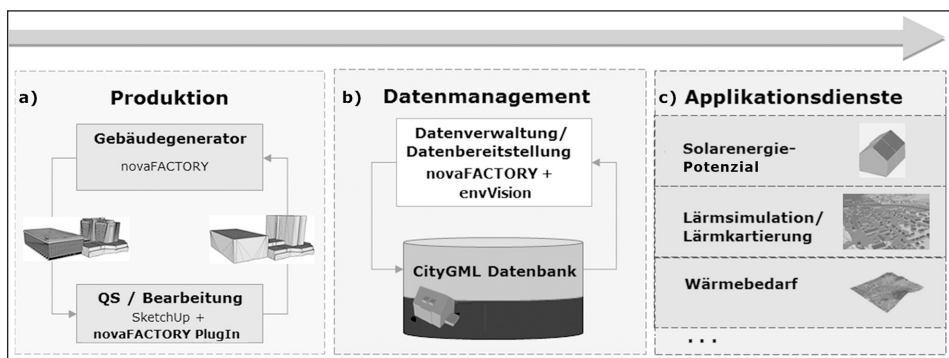 a) Produktion
Gebäudegenerator
novaFACTORY
QS / Bearbeitung
SketchUp +
novaFACTORY PlugIn
b) Datenmanagement
Datenverwaltung/
Datenbereitstellung
novaFACTORY +
envVision
CityGML Datenbank
c) Applikationsdienste
Solarenergie-
Potenzial
Lärmsimulation/
Lärmkartierung
Wärmebedarf
...